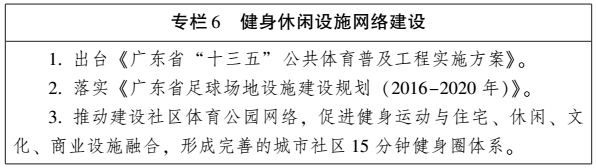 专栏6 健身休闲设施网络建设
1. 出台《广东省“十三五”公共体育普及工程实施方案》。
2. 落实《广东省足球场地设施建设规划(2016-2020年)》。
3. 推动建设社区体育公园网络,促进健身运动与住宅、休闲、文
化、商业设施融合,形成完善的城市社区15分钟健身圈体系。